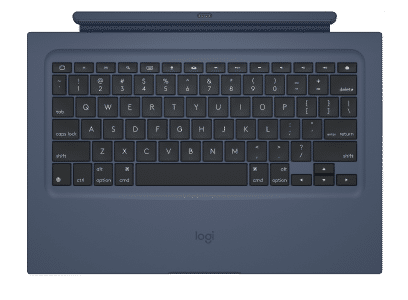 ! @ # $ % ^ & * ( ) _ +
1 2 3 4 5 6 7 8 9 0 - = delete
tab Q W E R T Y U I O P
caps lock A S D F G H J K L return
shift Z X C V B N M ? / shift
ctrl alt option ⌘ cmd ⌘ cmd alt option
logi